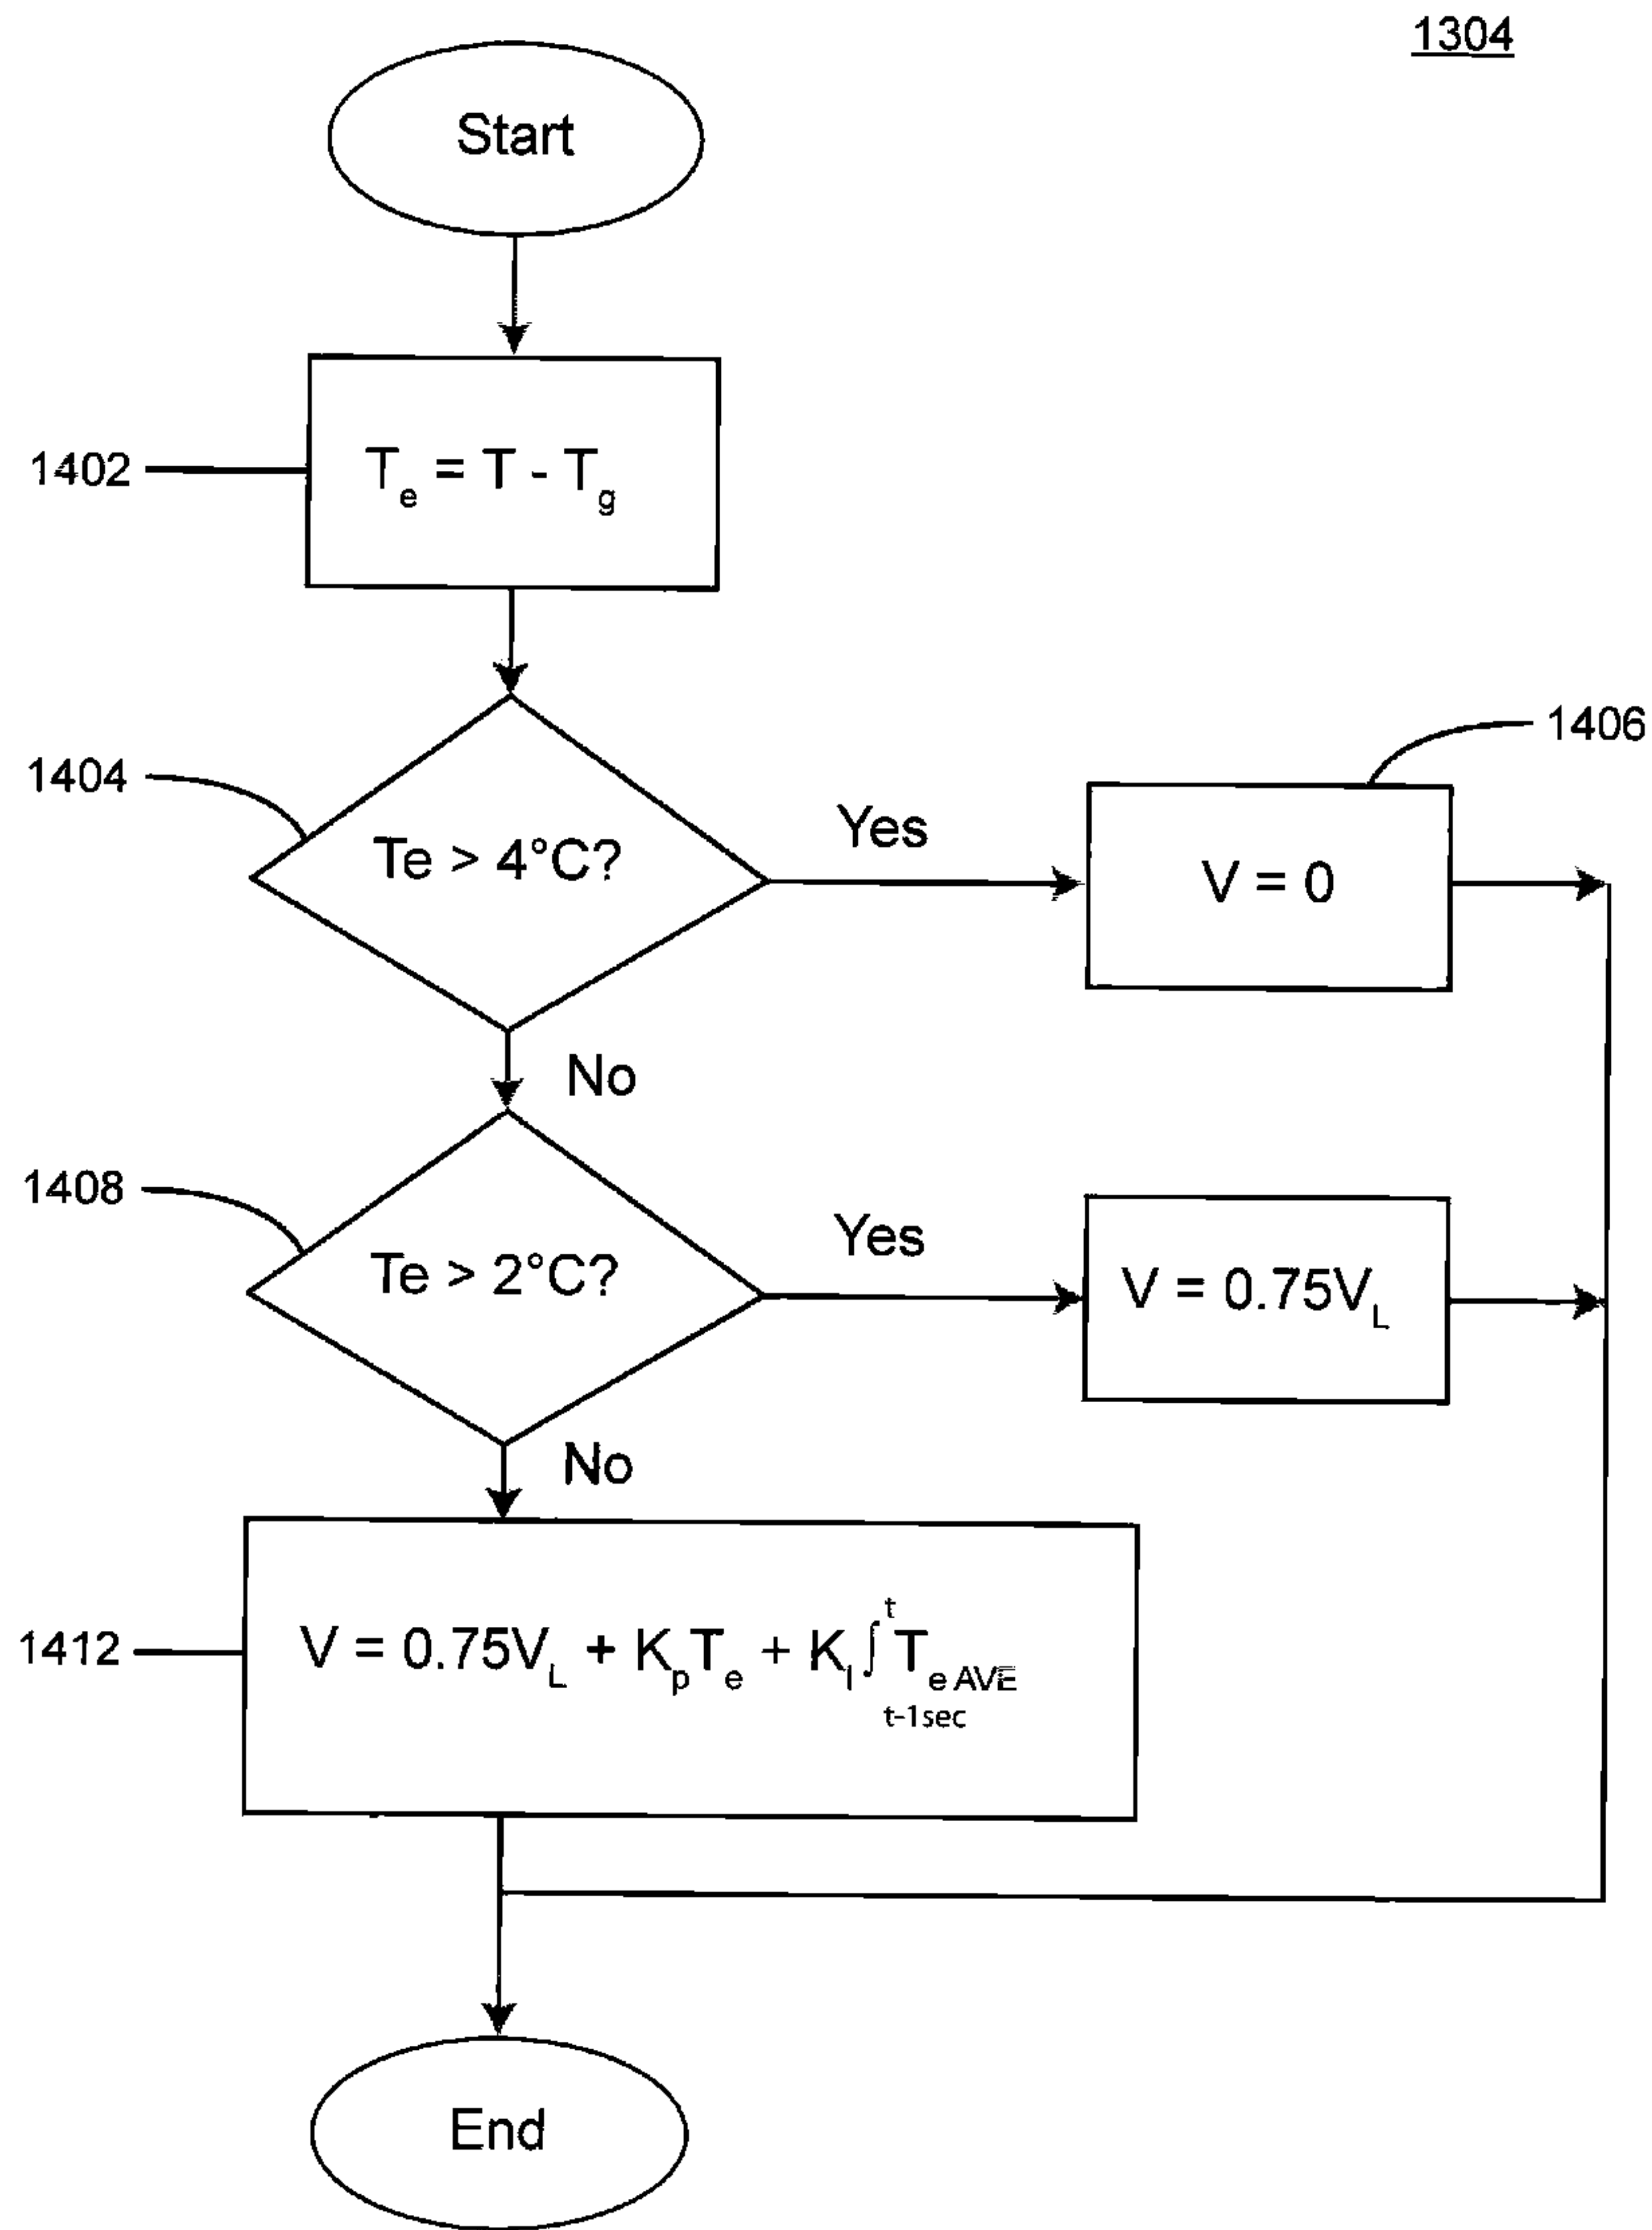 1304
Start
1402
Te = T - Tg
1404
Te > 4°C?
Yes
1406
V = 0
No
1408
Te > 2°C?
Yes
V = 0.75VL
No
1412
V = 0.75VL + KpTe + KI∫t-1sec^t Te AVE
End